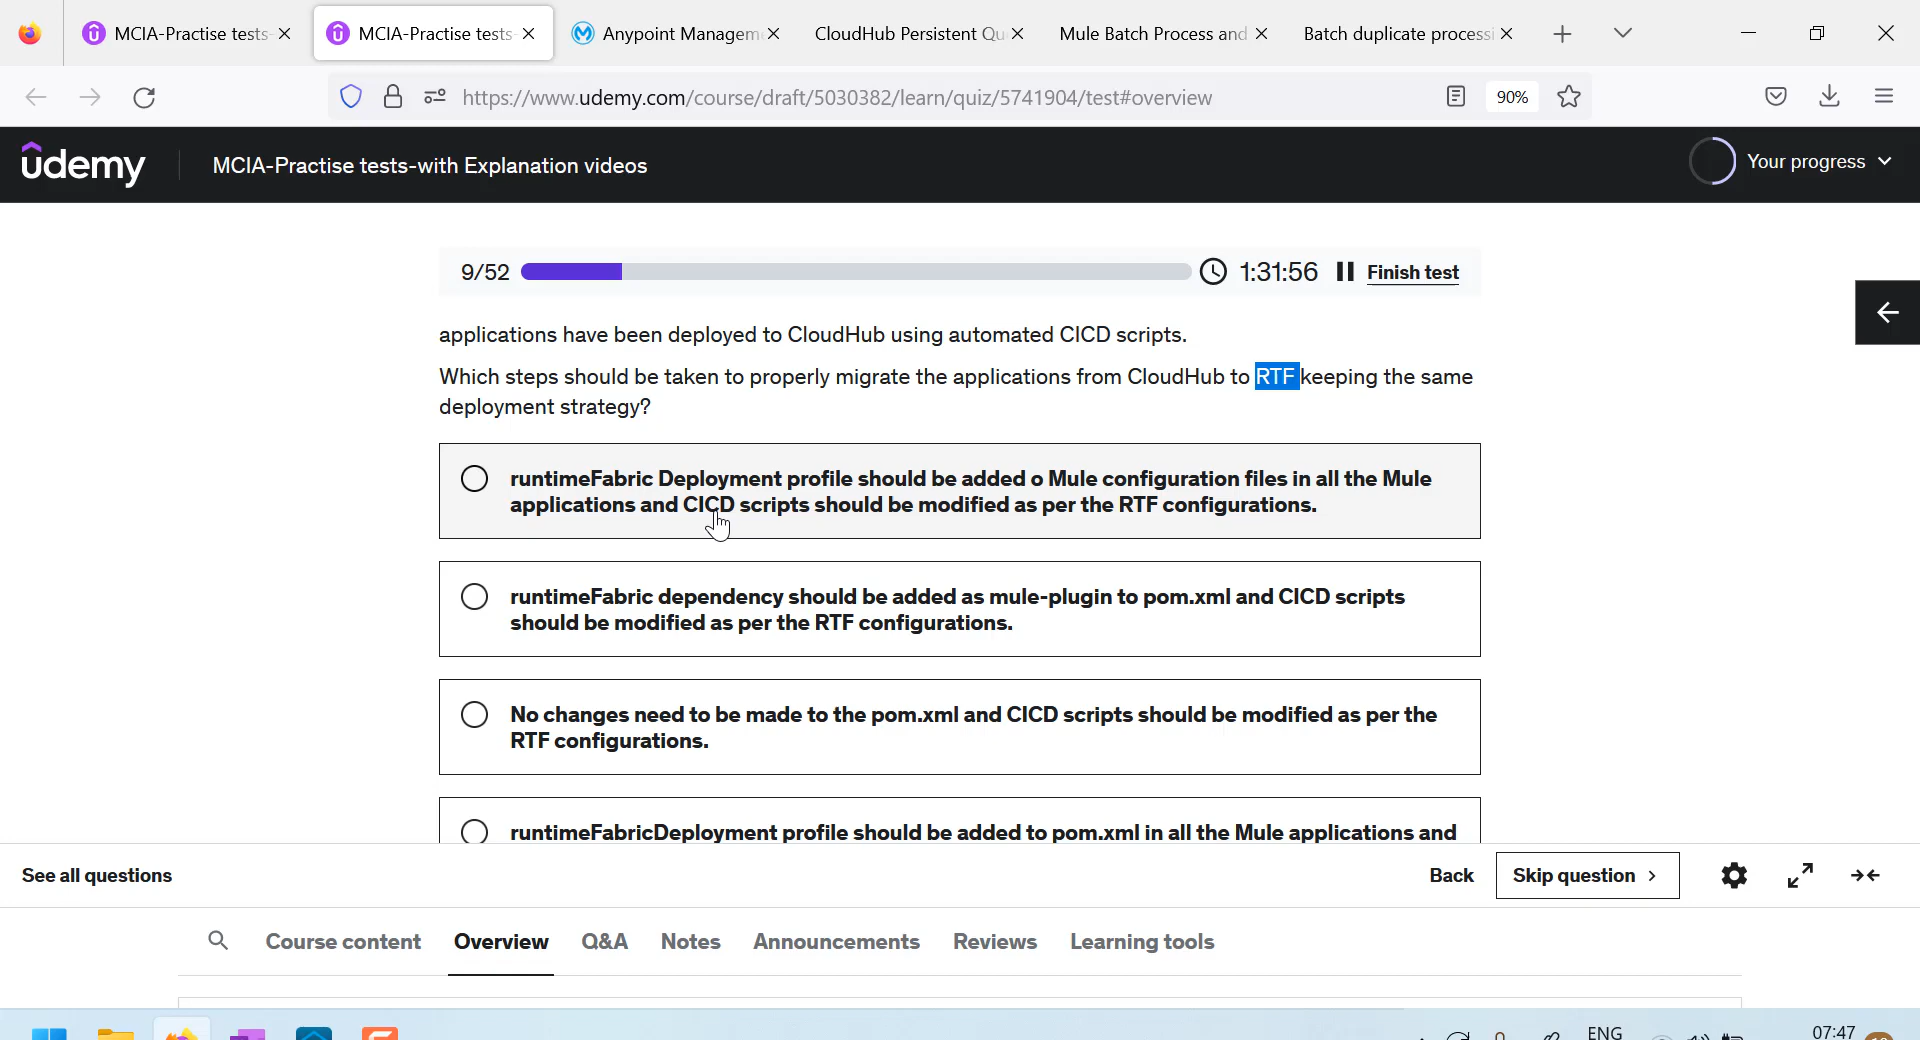 MCIA-Practise tests-
MCIA-Practise tests-
Anypoint Managem
CloudHub Persistent Qu
Mule Batch Process and
Batch duplicate processi
https://www.udemy.com/course/draft/5030382/learn/quiz/5741904/test#overview
90%
udemy
MCIA-Practise tests-with Explanation videos
Your progress
9/52
1:31:56
Finish test
applications have been deployed to CloudHub using automated CICD scripts.
Which steps should be taken to properly migrate the applications from CloudHub to RTF keeping the same
deployment strategy?
runtimeFabric Deployment profile should be added o Mule configuration files in all the Mule
applications and CICD scripts should be modified as per the RTF configurations.
runtimeFabric dependency should be added as mule-plugin to pom.xml and CICD scripts
should be modified as per the RTF configurations.
No changes need to be made to the pom.xml and CICD scripts should be modified as per the
RTF configurations.
runtimeFabricDeployment profile should be added to pom.xml in all the Mule applications and
See all questions
Back
Skip question
Course content
Overview
Q&A
Notes
Announcements
Reviews
Learning tools
ENG
07:47